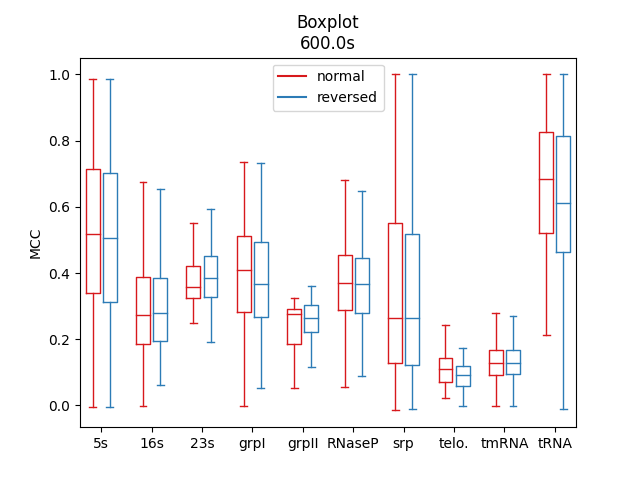 Boxplot
600.0s
normal
reversed
MCC
1.0
0.8
0.6
0.4
0.2
0.0
5s 16s 23s grpI grpII RNaseP srp telo. tmRNA tRNA